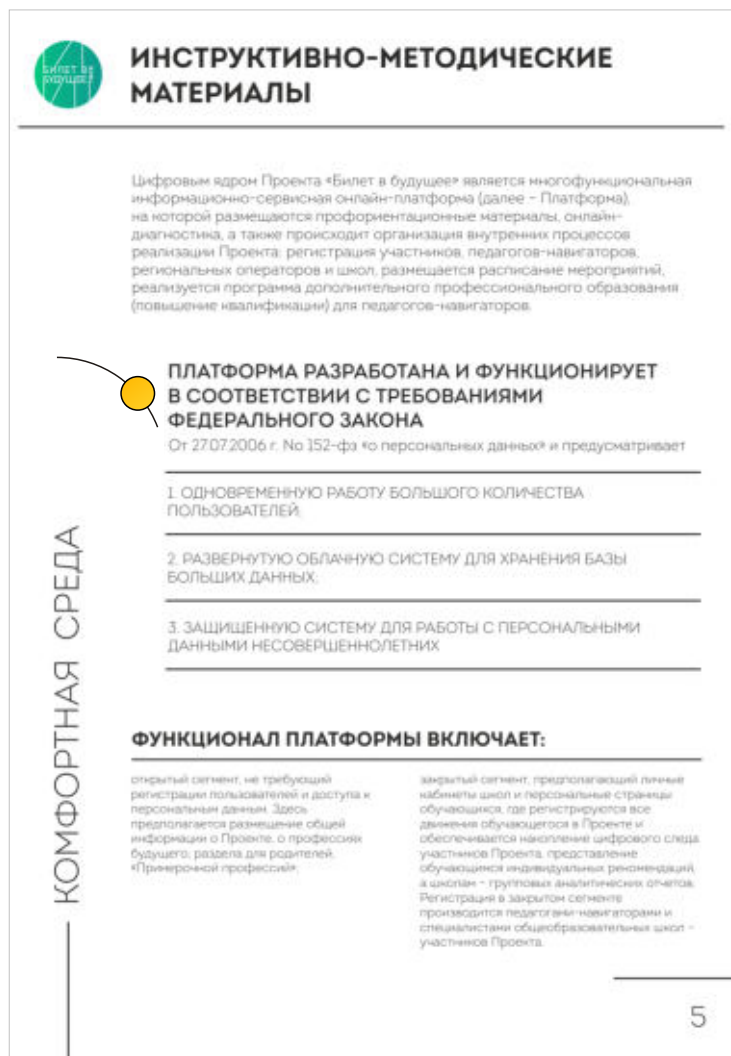 БИЛЕТ В
БУДУЩЕЕ
ИНСТРУКТИВНО-МЕТОДИЧЕСКИЕ
МАТЕРИАЛЫ
Цифровым ядром Проекта «Билет в будущее» является многофункциональная
информационно-сервисная онлайн-платформа (далее – Платформа),
на которой размещаются профориентационные материалы, онлайн-
диагностика, а также происходит организация внутренних процессов
реализации Проекта: регистрация участников, педагогов-навигаторов,
региональных операторов и школ, размещается расписание мероприятий,
реализуется программа дополнительного профессионального образования
(повышение квалификации) для педагогов-навигаторов.
ПЛАТФОРМА РАЗРАБОТАНА И ФУНКЦИОНИРУЕТ
В СООТВЕТСТВИИ С ТРЕБОВАНИЯМИ
ФЕДЕРАЛЬНОГО ЗАКОНА
От 27.07.2006 г. No 152-фз «о персональных данных» и предусматривает
1. ОДНОВРЕМЕННУЮ РАБОТУ БОЛЬШОГО КОЛИЧЕСТВА
ПОЛЬЗОВАТЕЛЕЙ;
2. РАЗВЕРНУТУЮ ОБЛАЧНУЮ СИСТЕМУ ДЛЯ ХРАНЕНИЯ БАЗЫ
БОЛЬШИХ ДАННЫХ;
3. ЗАЩИЩЕННУЮ СИСТЕМУ ДЛЯ РАБОТЫ С ПЕРСОНАЛЬНЫМИ
ДАННЫМИ НЕСОВЕРШЕННОЛЕТНИХ
КОМФОРТНАЯ СРЕДА
ФУНКЦИОНАЛ ПЛАТФОРМЫ ВКЛЮЧАЕТ:
открытый сегмент, не требующий
регистрации пользователей и доступа к
персональным данным. Здесь
предполагается размещение общей
информации о Проекте, о профессиях
будущего, раздела для родителей,
«Примерочной профессий»;
закрытый сегмент, предполагающий личные
кабинеты школ и персональные страницы
обучающихся, где регистрируются все
движения обучающегося в Проекте и
обеспечивается накопление цифрового следа
участников Проекта, представление
обучающимся индивидуальных рекомендаций,
а школам – групповых аналитических отчетов.
Регистрация в закрытом сегменте
производится педагогами-навигаторами и
специалистами общеобразовательных школ –
участников Проекта.
5